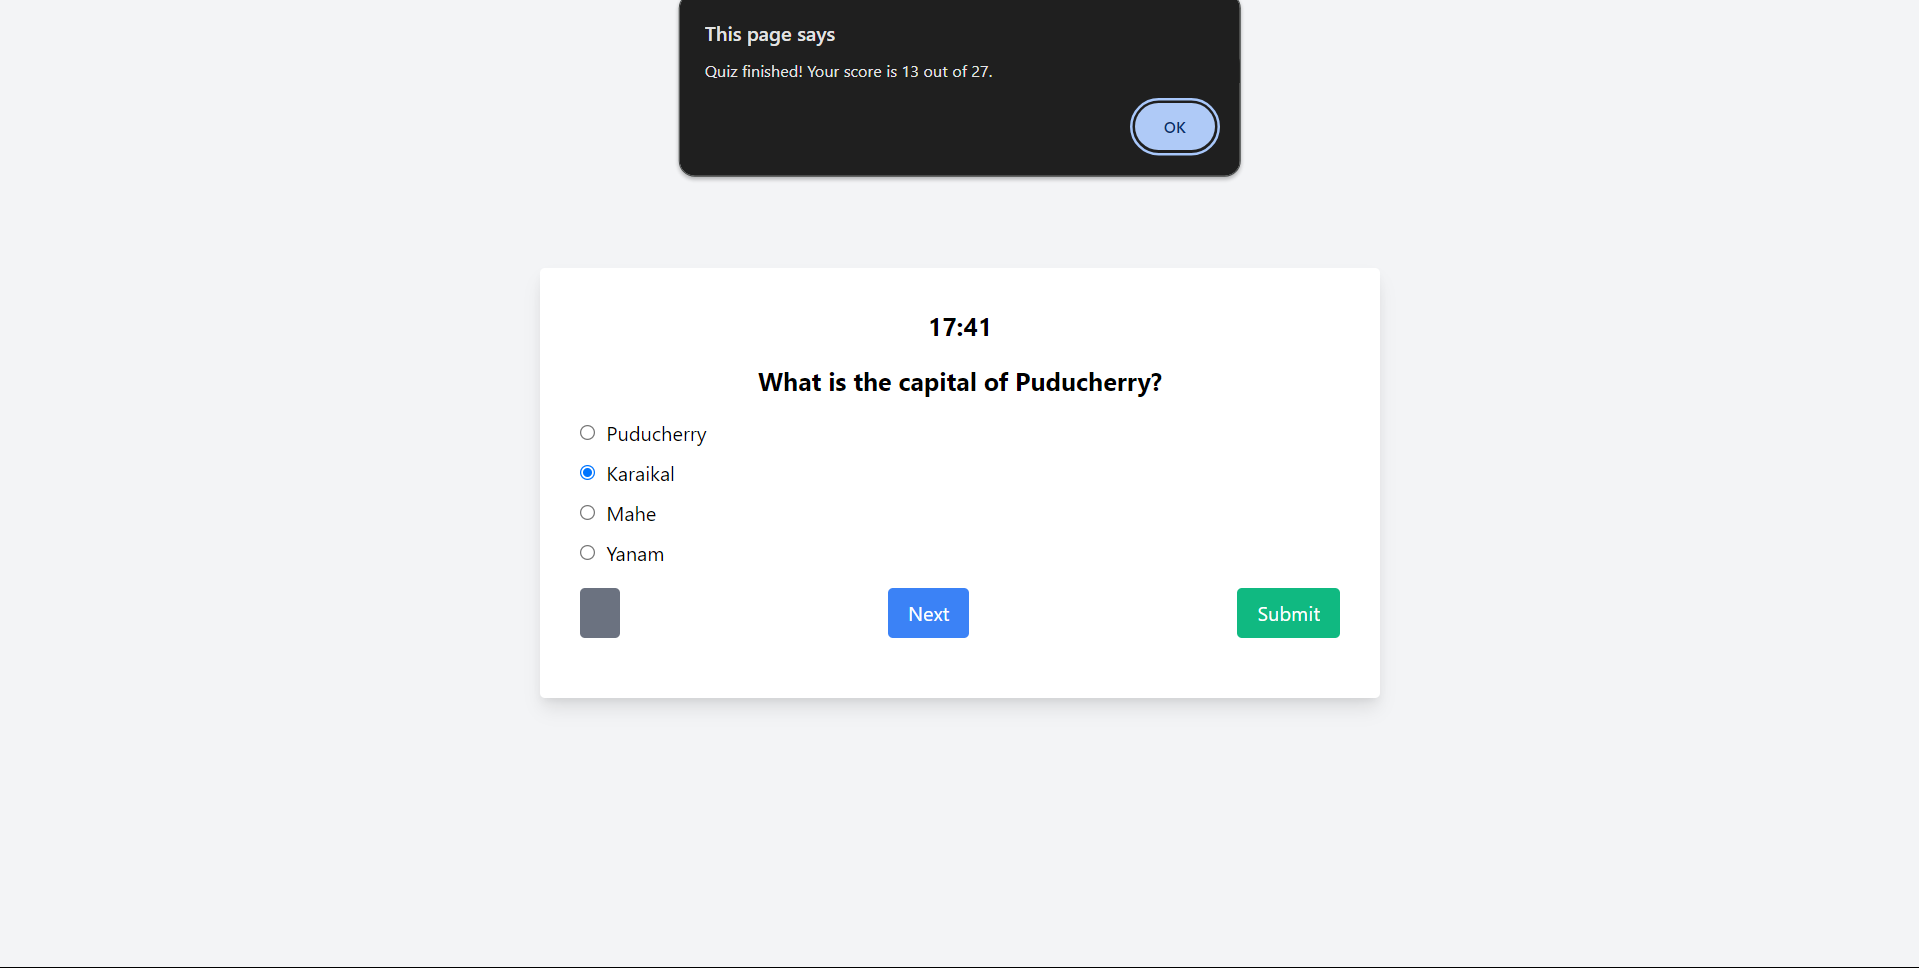 This page says
Quiz finished! Your score is 13 out of 27.
OK
17:41
What is the capital of Puducherry?
Puducherry
Karaikal
Mahe
Yanam
Next
Submit